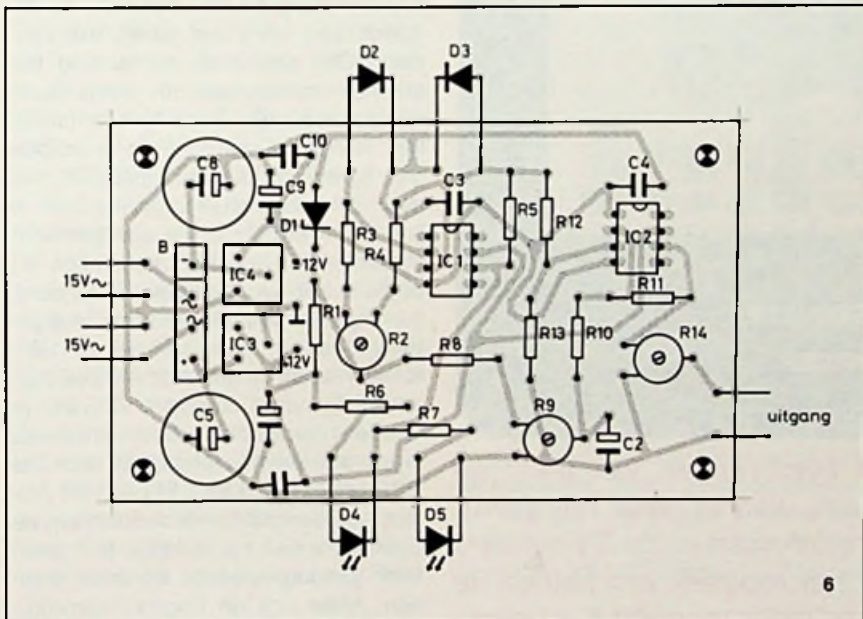 D2
D3
C10
C8
C9
C3
C4
B
D1
R3
R4
R5
R12
IC1
IC2
IC4
-12V
15V~
R1
R11
R2
R8
R13
R10
R14
IC3
+12V
15V~
R6
R9
R7
C5
C2
uitgang
D4
D5
6